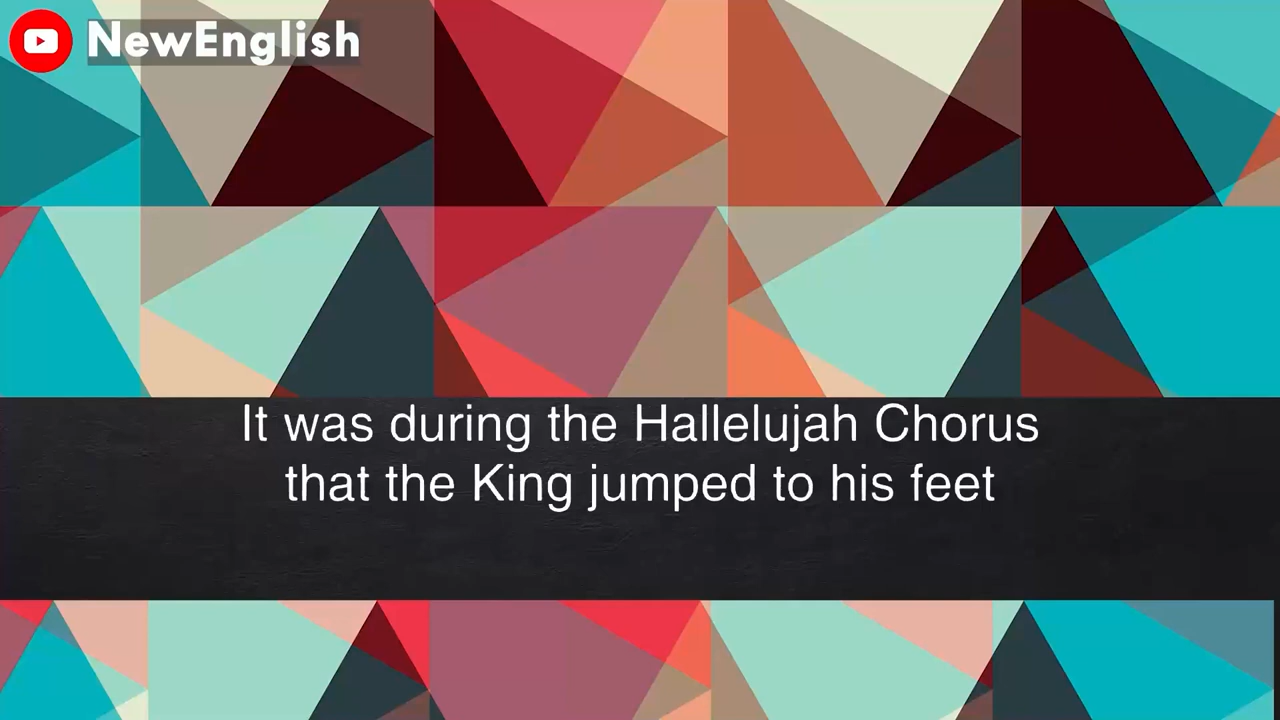 NewEnglish
It was during the Hallelujah Chorus
that the King jumped to his feet